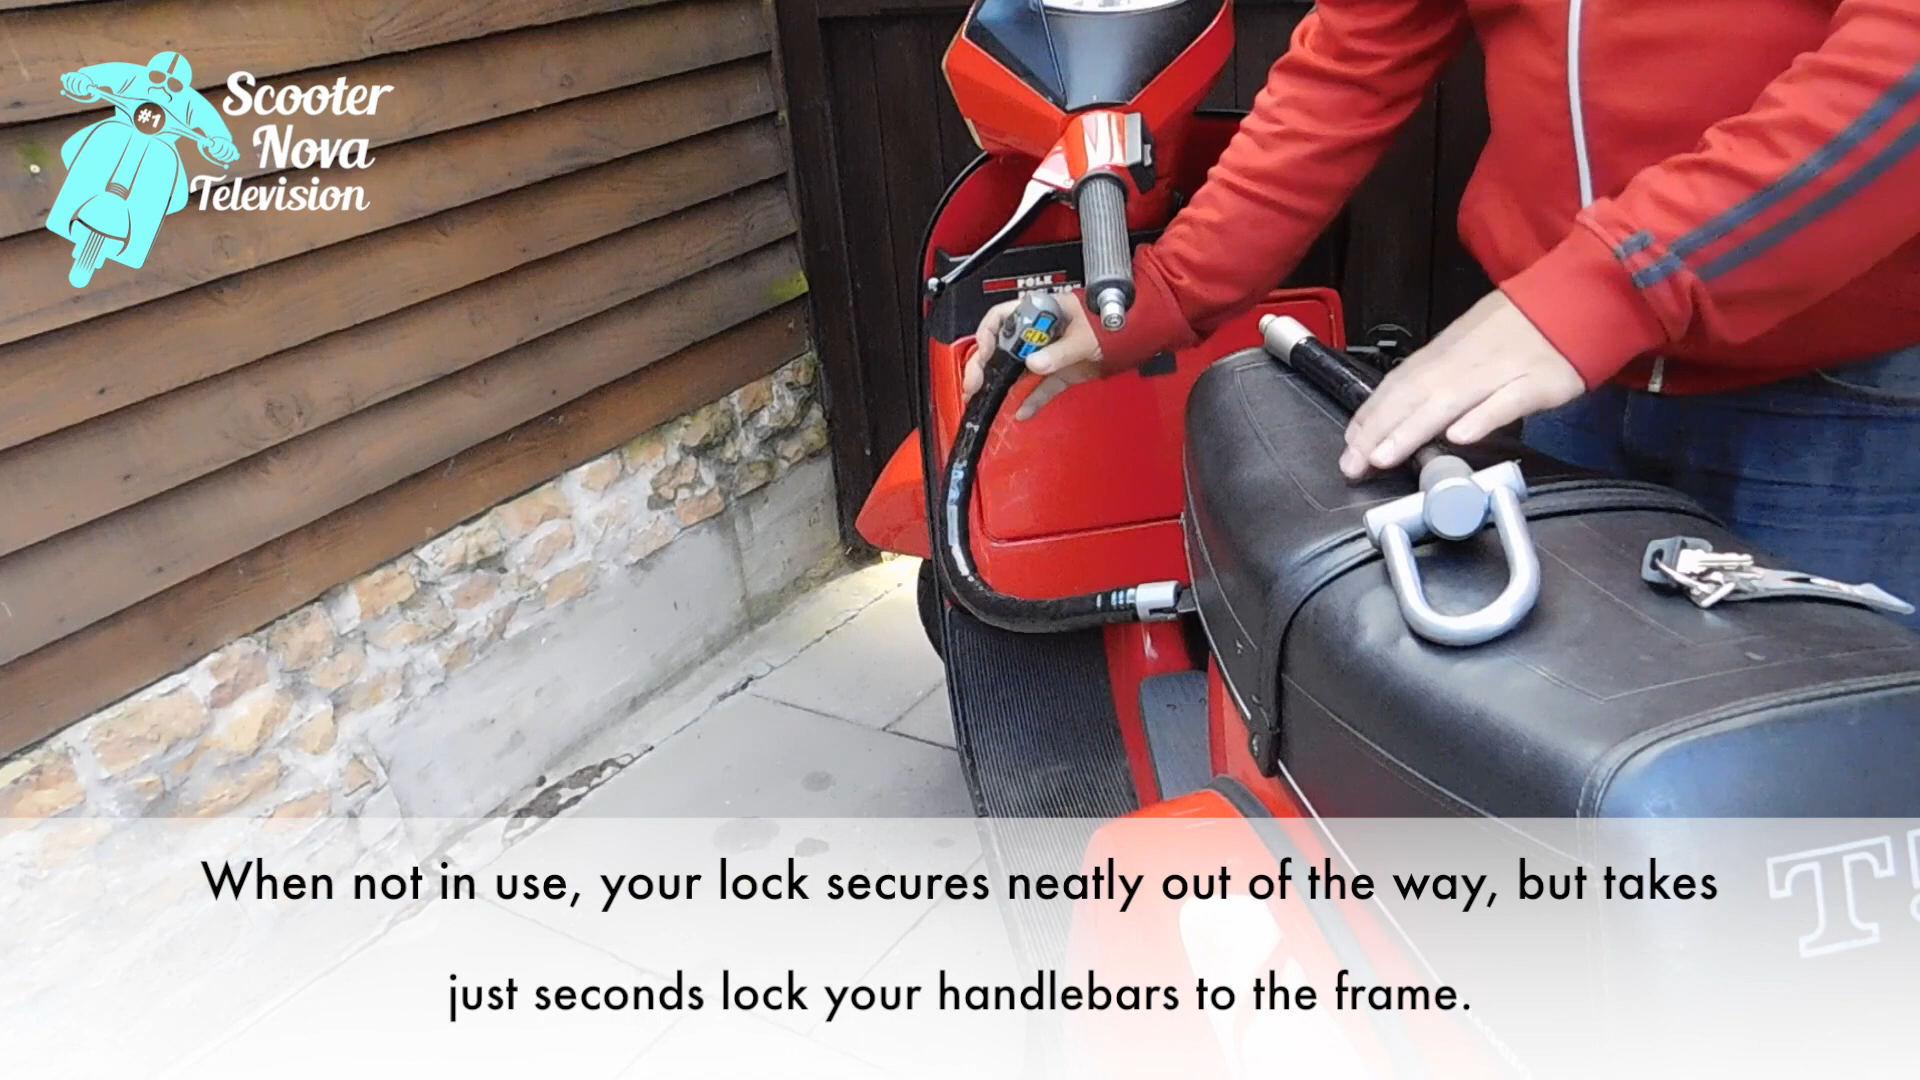 #1
Scooter
Nova
Television
When not in use, your lock secures neatly out of the way, but takes
just seconds lock your handlebars to the frame.